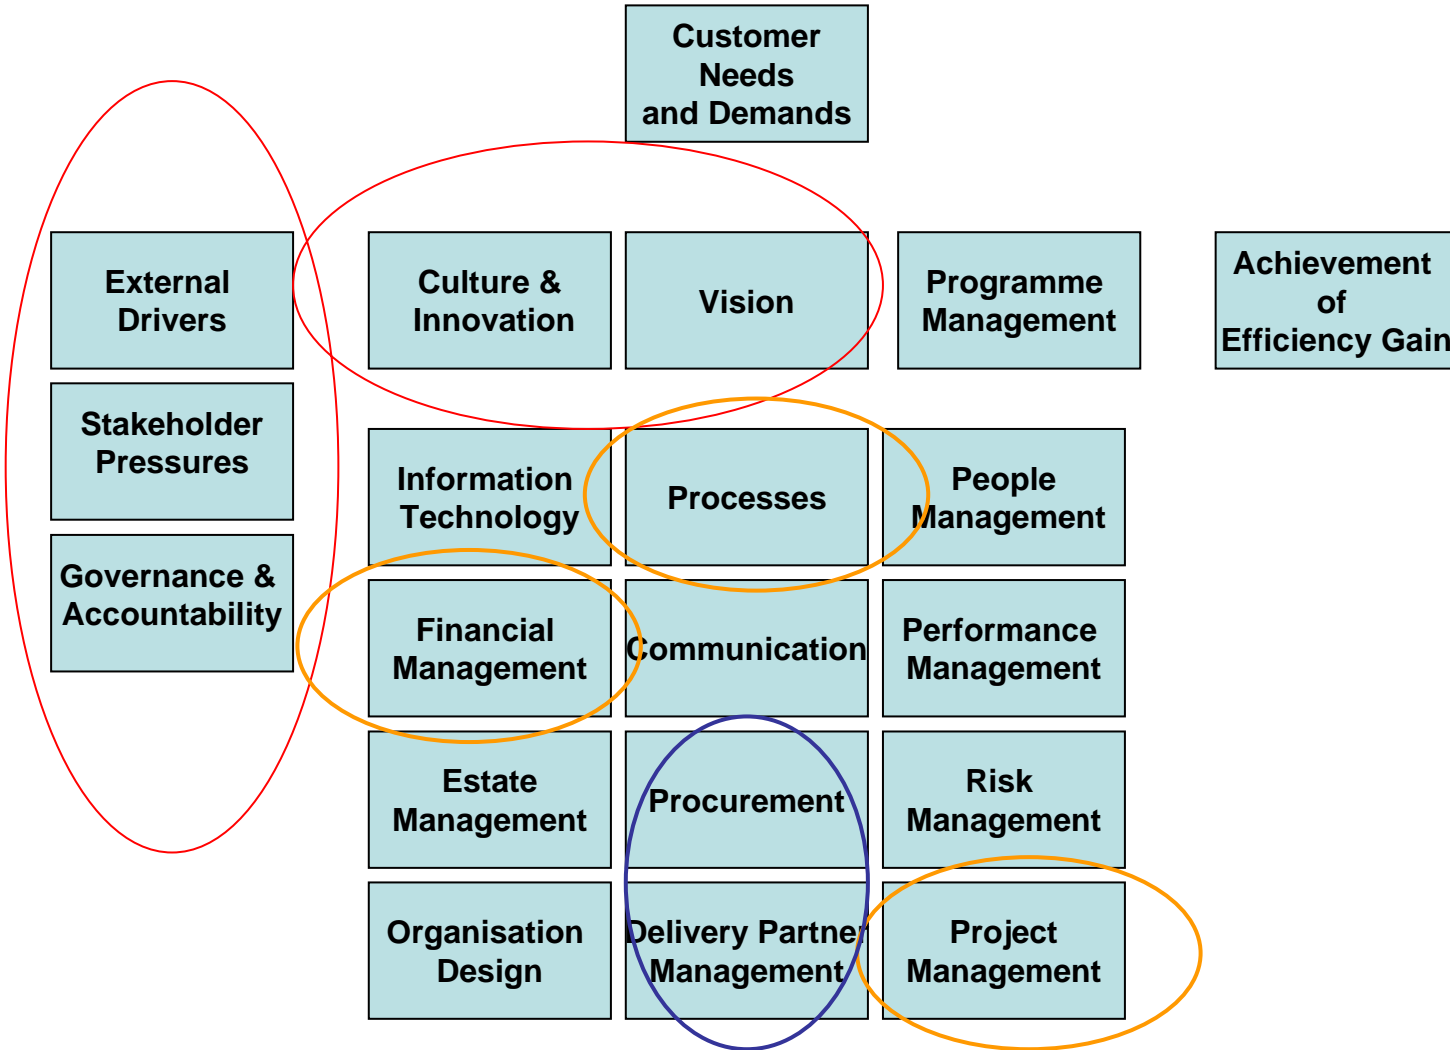 Customer
Needs
and Demands
External
Drivers
Culture &
Innovation
Vision
Programme
Management
Achievement
of
Efficiency Gain
Stakeholder
Pressures
Information
Technology
Processes
People
Management
Governance &
Accountability
Financial
Management
Communication
Performance
Management
Estate
Management
Procurement
Risk
Management
Organisation
Design
Delivery Partner
Management
Project
Management